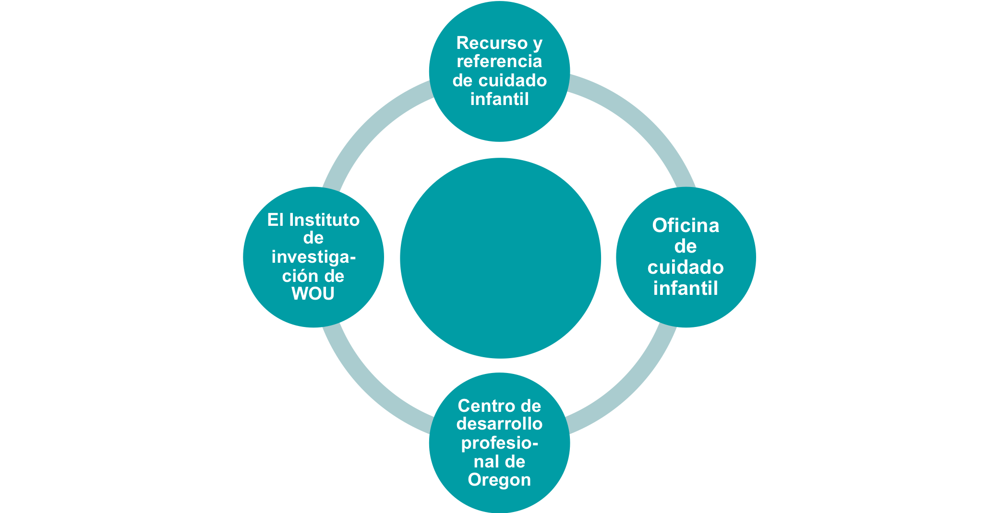 Recurso y
referencia
de cuidado
infantil
El Instituto
de
investiga-
ción de
WOU
Oficina
de
cuidado
infantil
Centro de
desarrollo
profesio-
nal de
Oregon